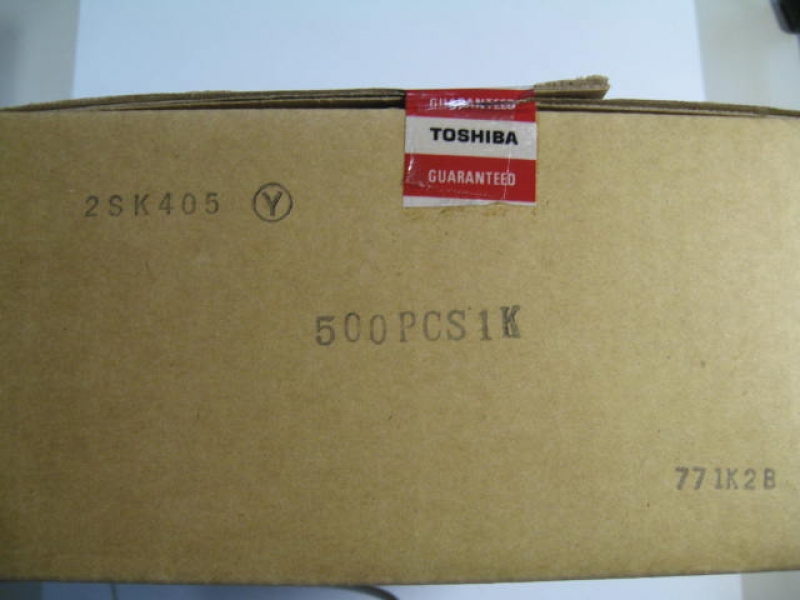 GUARANTEED
TOSHIBA
GUARANTEED
2SK405 Ⓨ
500PCS1K
771K2B